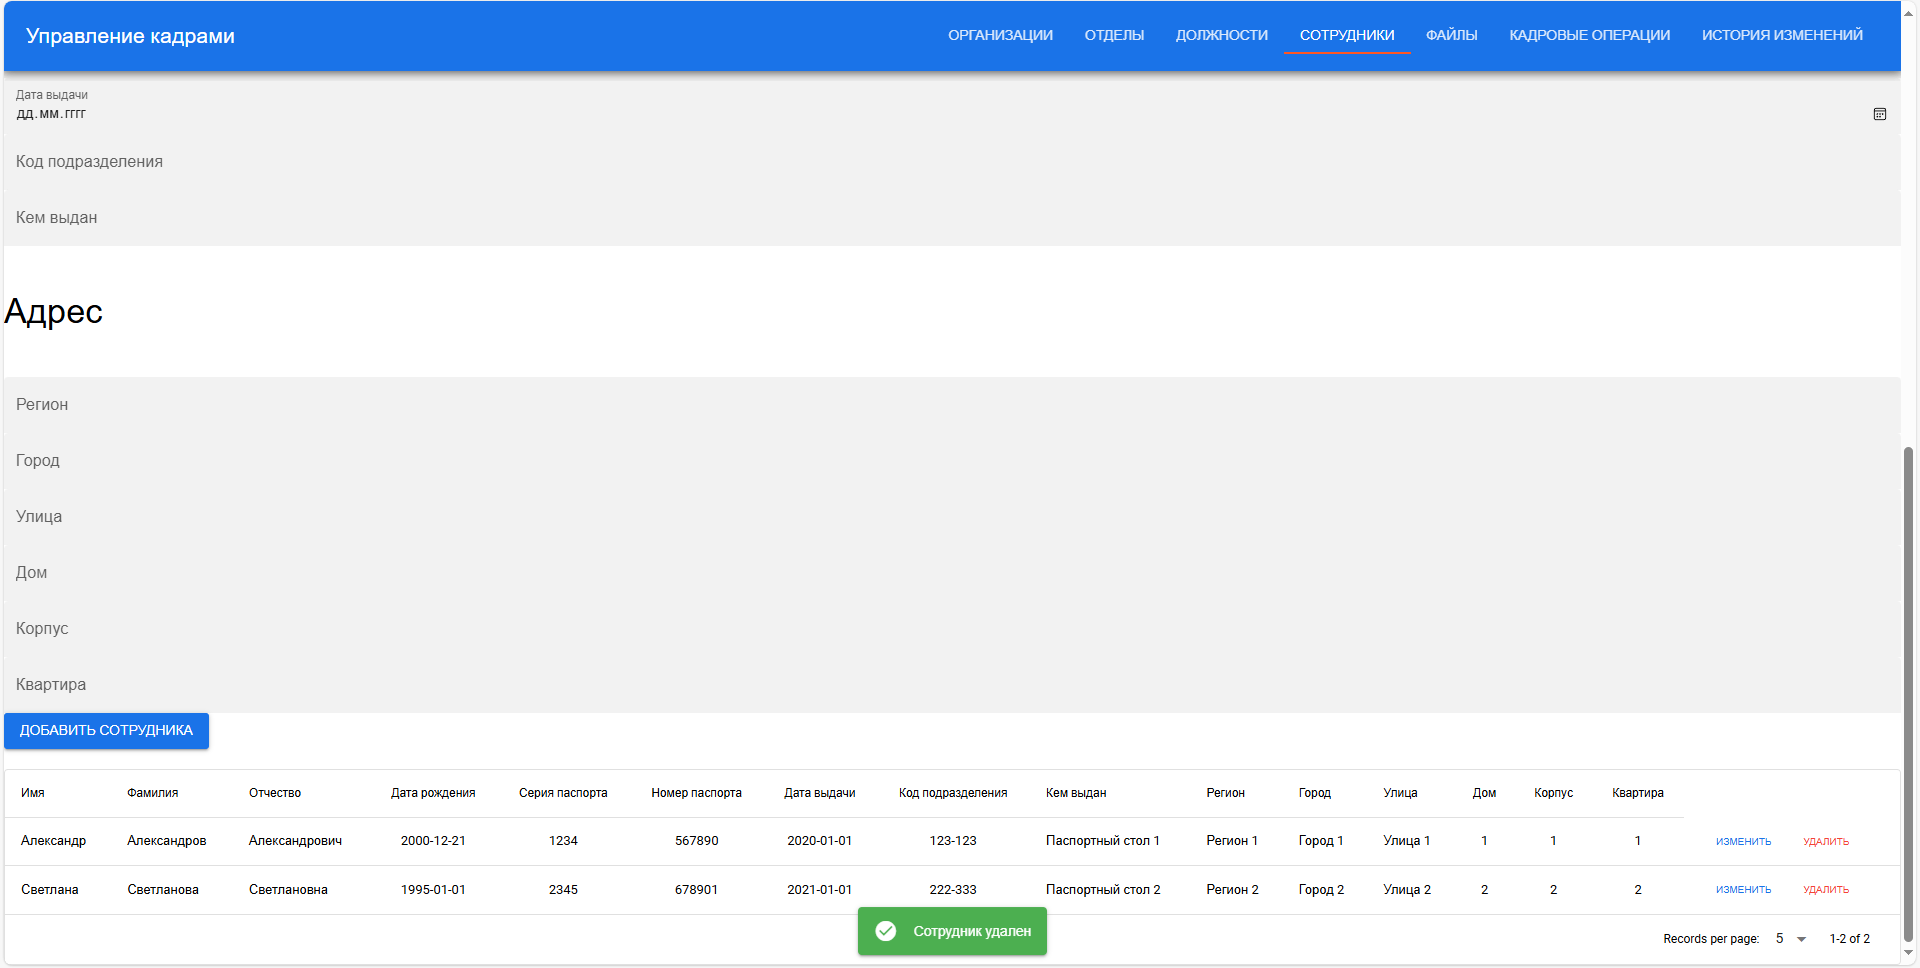 Управление кадрами
ОРГАНИЗАЦИИ ОТДЕЛЫ ДОЛЖНОСТИ СОТРУДНИКИ ФАЙЛЫ КАДРОВЫЕ ОПЕРАЦИИ ИСТОРИЯ ИЗМЕНЕНИЙ
Дата выдачи
дд.мм.гггг
Код подразделения
Кем выдан
Адрес
Регион
Город
Улица
Дом
Корпус
Квартира
ДОБАВИТЬ СОТРУДНИКА
Имя Фамилия Отчество Дата рождения Серия паспорта Номер паспорта Дата выдачи Код подразделения Кем выдан Регион Город Улица Дом Корпус Квартира
Александр Александров Александрович 2000-12-21 1234 567890 2020-01-01 123-123 Паспортный стол 1 Регион 1 Город 1 Улица 1 1 1 1 ИЗМЕНИТЬ УДАЛИТЬ
Светлана Светланова Светлановна 1995-01-01 2345 678901 2021-01-01 222-333 Паспортный стол 2 Регион 2 Город 2 Улица 2 2 2 2 ИЗМЕНИТЬ УДАЛИТЬ
Сотрудник удален
Records per page: 5 1-2 of 2